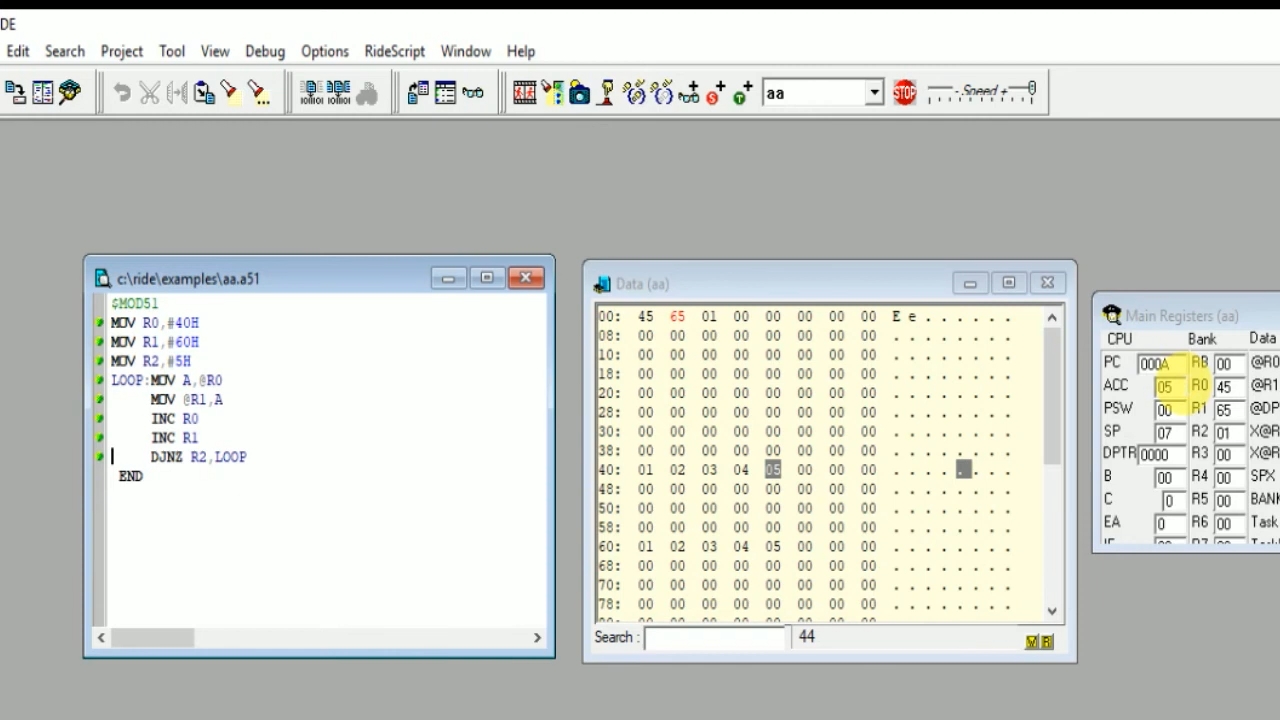 DE
Edit Search Project Tool View Debug Options RideScript Window Help
aa STOP - Speed +
c:\ride\examples\aa.a51
$MOD51
MOV R0,#40H
MOV R1,#60H
MOV R2,#5H
LOOP:MOV A,@R0
MOV @R1,A
INC R0
INC R1
DJNZ R2,LOOP
END
Data (aa)
00: 45 65 01 00 00 00 00 00 E e . . . . . .
08: 00 00 00 00 00 00 00 00 . . . . . . . .
10: 00 00 00 00 00 00 00 00 . . . . . . . .
18: 00 00 00 00 00 00 00 00 . . . . . . . .
20: 00 00 00 00 00 00 00 00 . . . . . . . .
28: 00 00 00 00 00 00 00 00 . . . . . . . .
30: 00 00 00 00 00 00 00 00 . . . . . . . .
38: 00 00 00 00 00 00 00 00 . . . . . . . .
40: 01 02 03 04 05 00 00 00 . . . . . . . .
48: 00 00 00 00 00 00 00 00 . . . . . . . .
50: 00 00 00 00 00 00 00 00 . . . . . . . .
58: 00 00 00 00 00 00 00 00 . . . . . . . .
60: 01 02 03 04 05 00 00 00 . . . . . . . .
68: 00 00 00 00 00 00 00 00 . . . . . . . .
70: 00 00 00 00 00 00 00 00 . . . . . . . .
78: 00 00 00 00 00 00 00 00 . . . . . . . .
Search : 44
Main Registers (aa)
CPU Bank Data
PC 000A RB 00 @R0
ACC 05 R0 45 @R1
PSW 00 R1 65 @DP
SP 07 R2 01 X@R
DPTR 0000 R3 00 X@R
B 00 R4 00 SPX
C 0 R5 00 BANK
EA 0 R6 00 Task